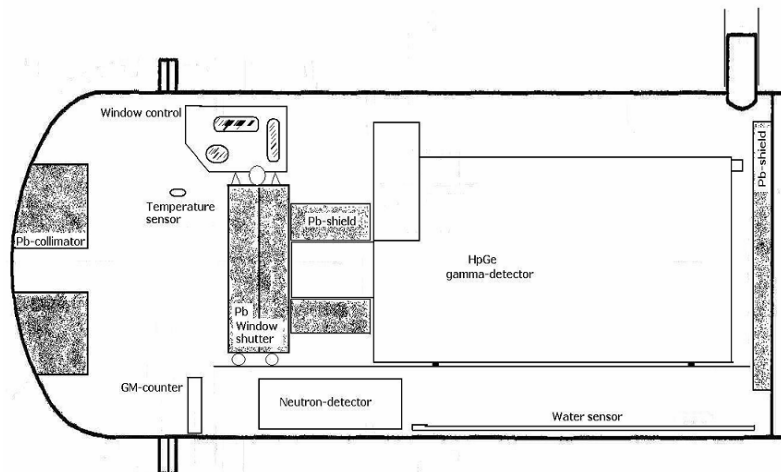 Window control
Pb-shield
Temperature
sensor
Pb-shield
Pb-collimator
HpGe
gamma-detector
Pb
Window
shutter
GM-counter
Neutron-detector
Water sensor